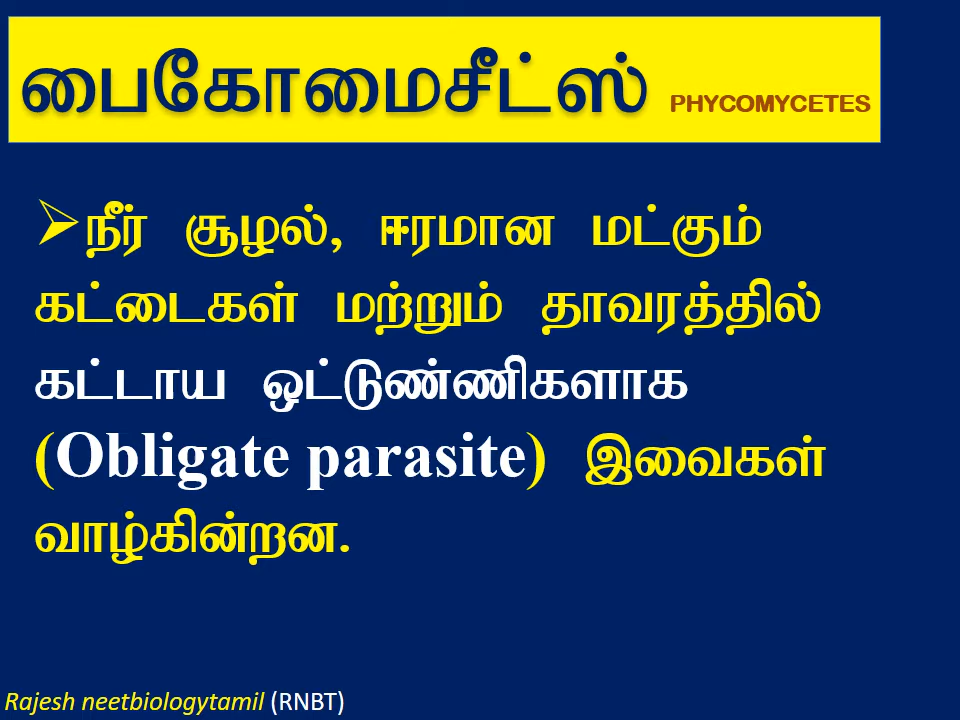 பைகோமைசீட்ஸ் PHYCOMYCETES
➢நீர் சூழல், ஈரமான மட்கும்
கட்டைகள் மற்றும் தாவரத்தில்
கட்டாய ஒட்டுண்ணிகளாக
(Obligate parasite) இவைகள்
வாழ்கின்றன.
Rajesh neetbiologytamil (RNBT)